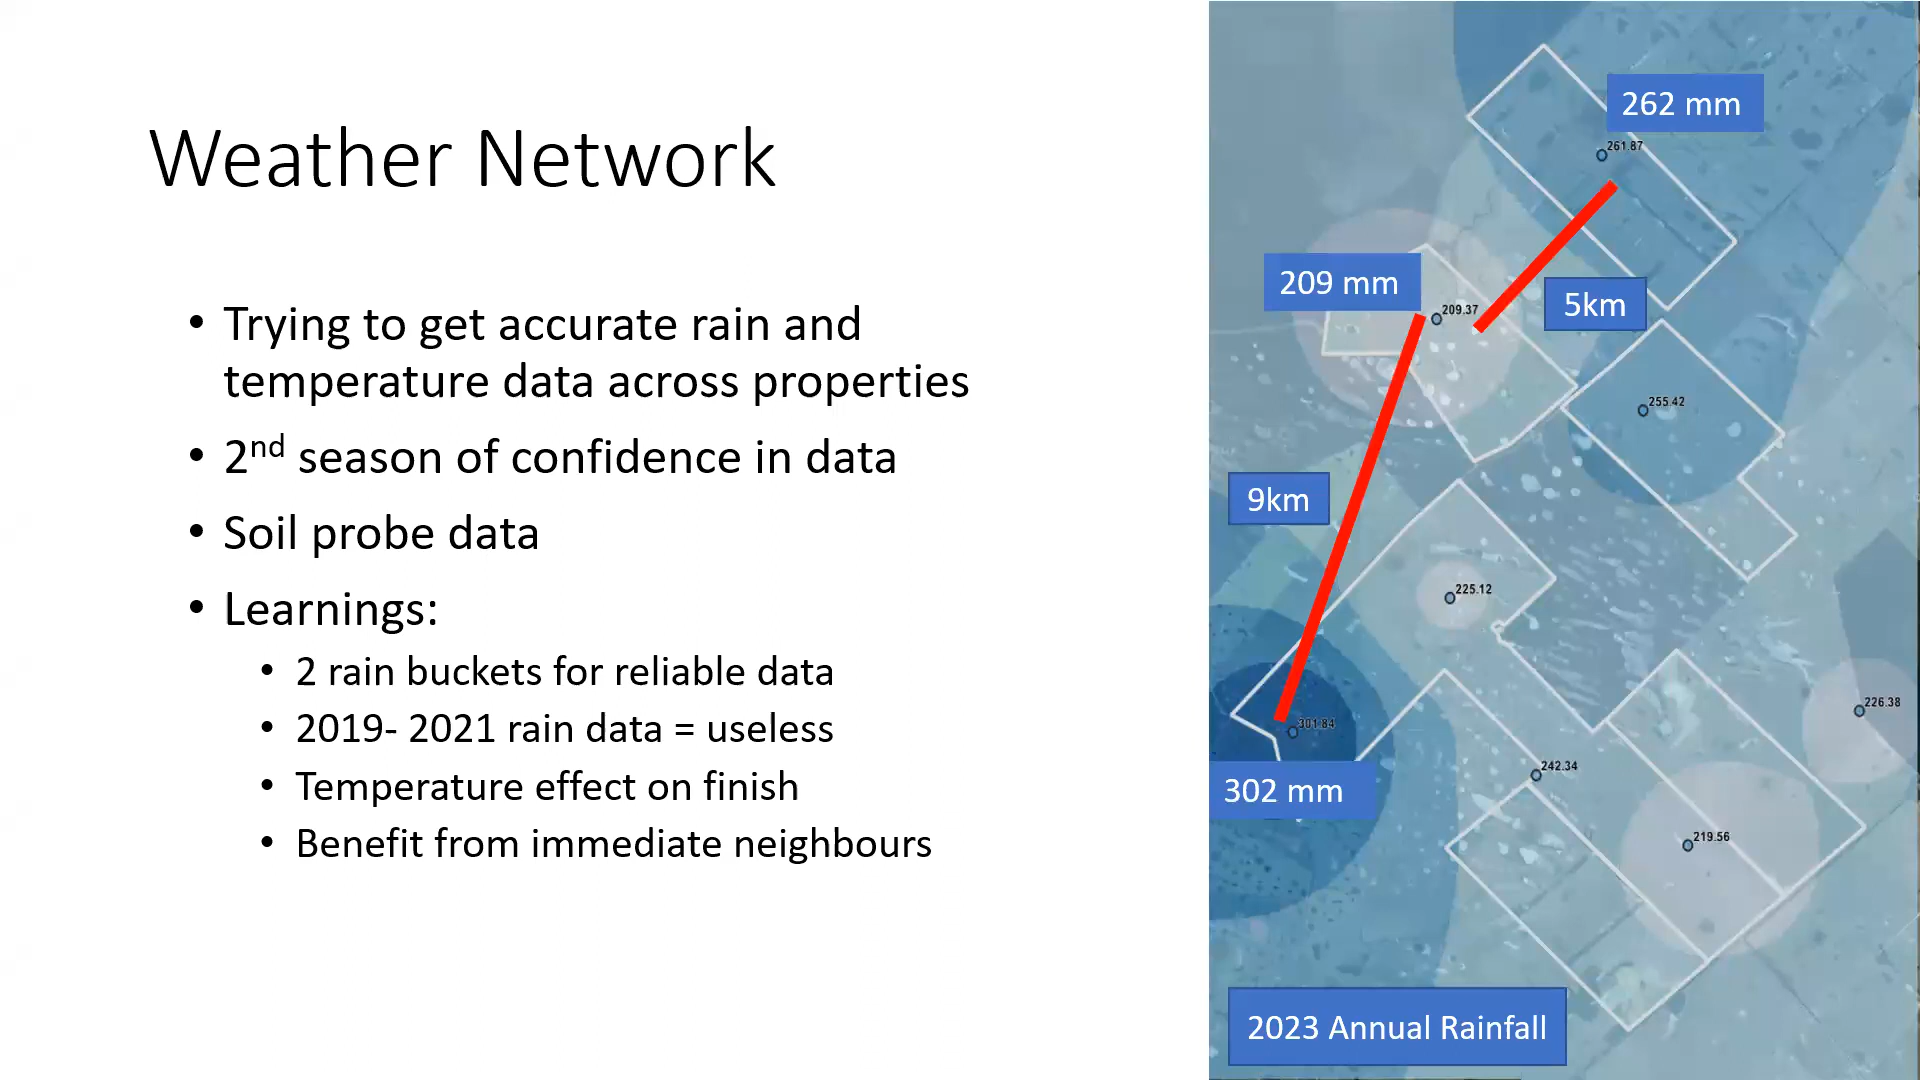 Weather Network
• Trying to get accurate rain and
temperature data across properties
• 2nd season of confidence in data
• Soil probe data
• Learnings:
• 2 rain buckets for reliable data
• 2019- 2021 rain data = useless
• Temperature effect on finish
• Benefit from immediate neighbours
262 mm
261.87
209 mm
5km
209.37
255.42
9km
225.12
226.38
301.84
242.34
302 mm
219.56
2023 Annual Rainfall